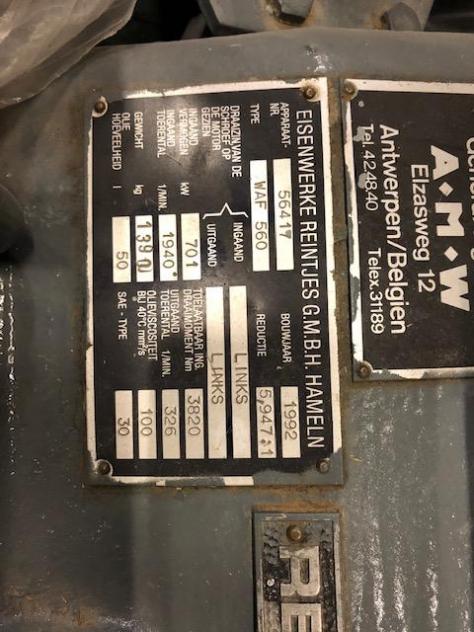 EISENWERKE REINTJES G.M.B.H. HAMELN
APPARAAT-NR. 56417 BOUWJAAR 1992
TYPE WAF 560 REDUCTIE 5,947:1
DRAAIZIN VAN DE
SCHROEF OP
DE MOTOR
GEZIEN
INGAAND LINKS
UITGAAND LINKS
INGAAND
VERMOGEN kW 701 TOELAATBAAR ING.
DRAAIMOMENT Nm 3820
INGAAND
TOERENTAL 1/MIN. 1940 UITGAAND
TOERENTAL 1/MIN. 326
GEWICHT kg 1390 OLIEVISCOSITEIT
BIJ 40°C mm²/s 100
OLIE
HOEVEELHEID l 50 SAE - TYPE 30
A·M·W
Elzasweg 12
Antwerpen/Belgien
Tel. 42 48 40 Telex. 31189
RE